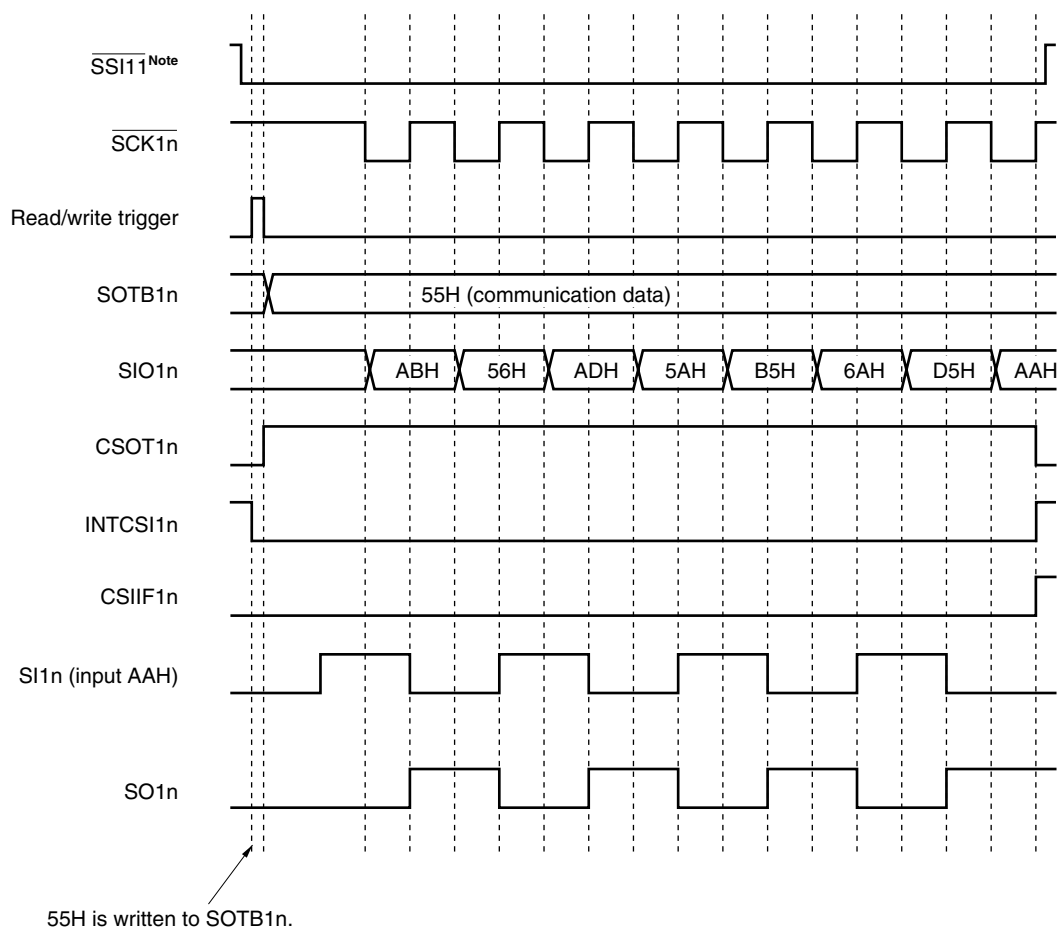 SSI11Note
SCK1n
Read/write trigger
SOTB1n
55H (communication data)
SIO1n
ABH 56H ADH 5AH B5H 6AH D5H AAH
CSOT1n
INTCSI1n
CSIIF1n
SI1n (input AAH)
SO1n
55H is written to SOTB1n.